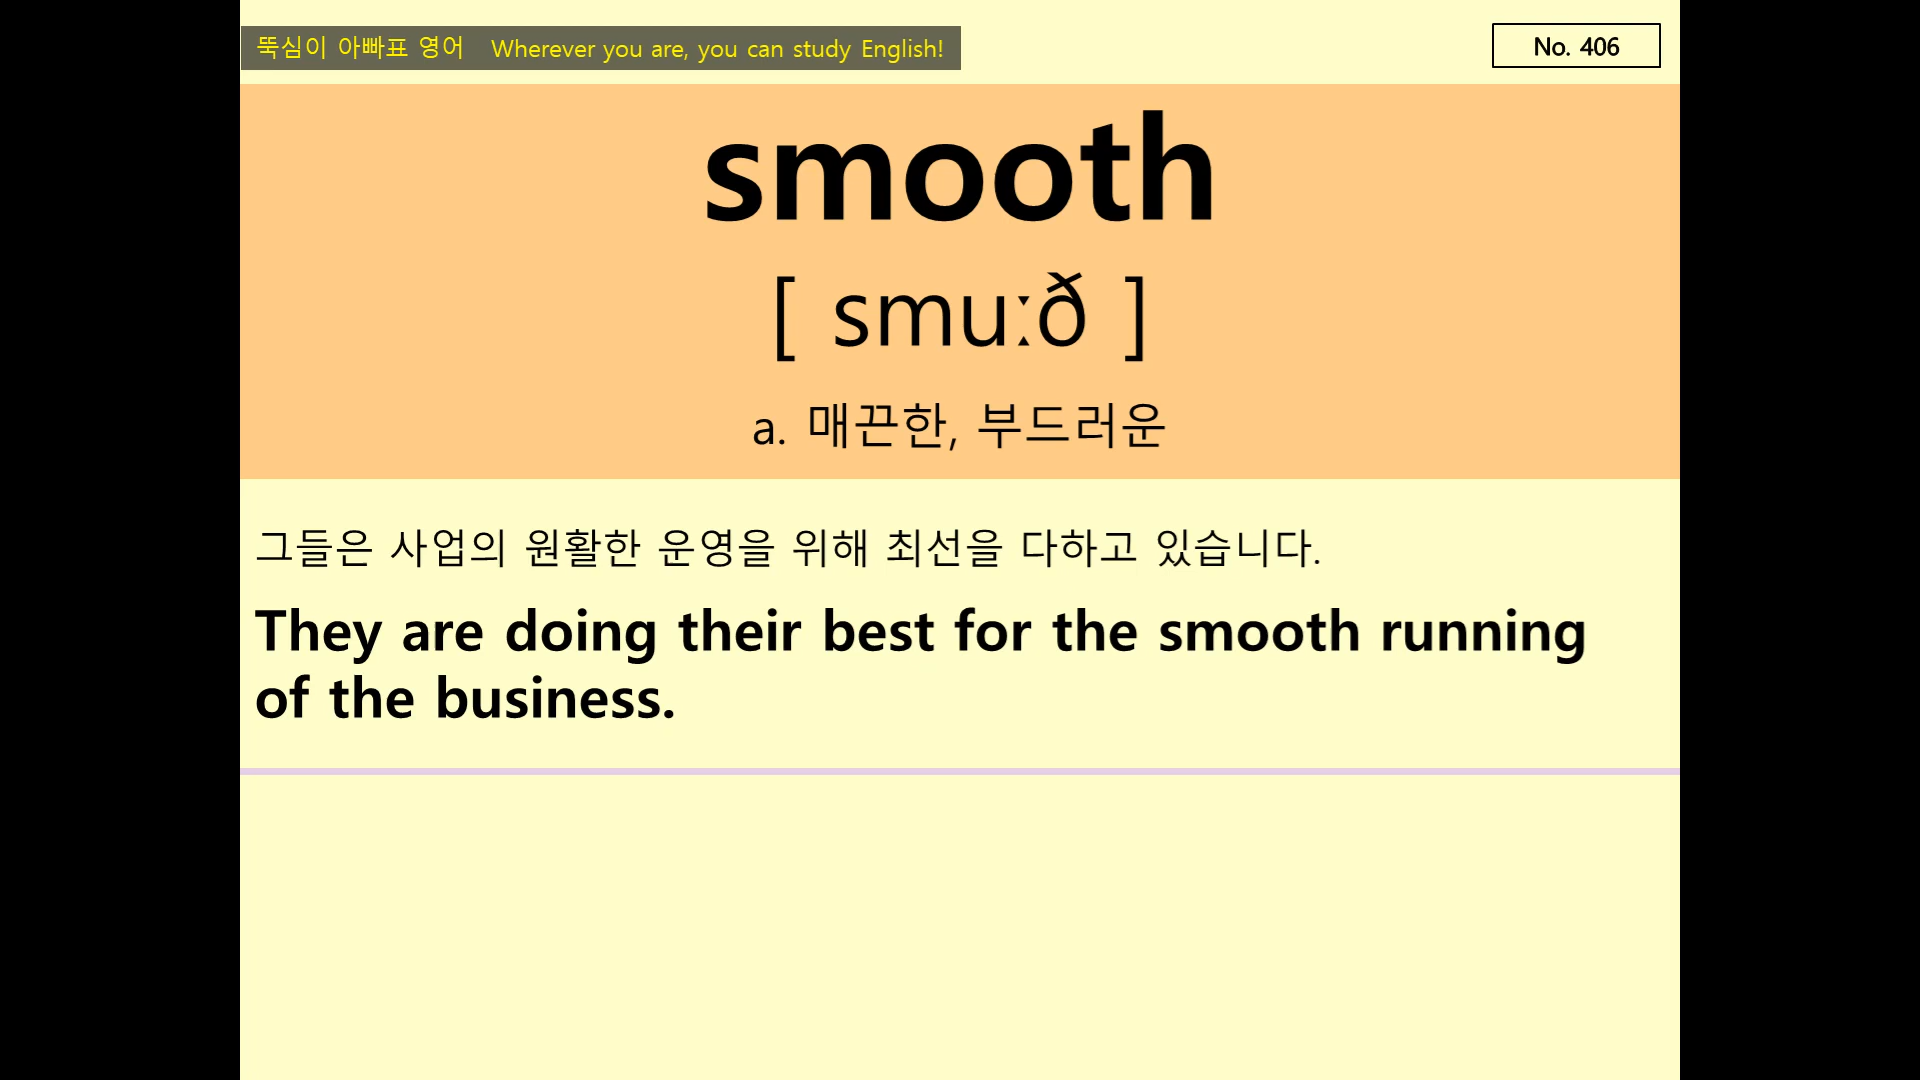 뚝심이 아빠표 영어 Wherever you are, you can study English!
No. 406
smooth
[ smuːð ]
a. 매끈한, 부드러운
그들은 사업의 원활한 운영을 위해 최선을 다하고 있습니다.
They are doing their best for the smooth running
of the business.